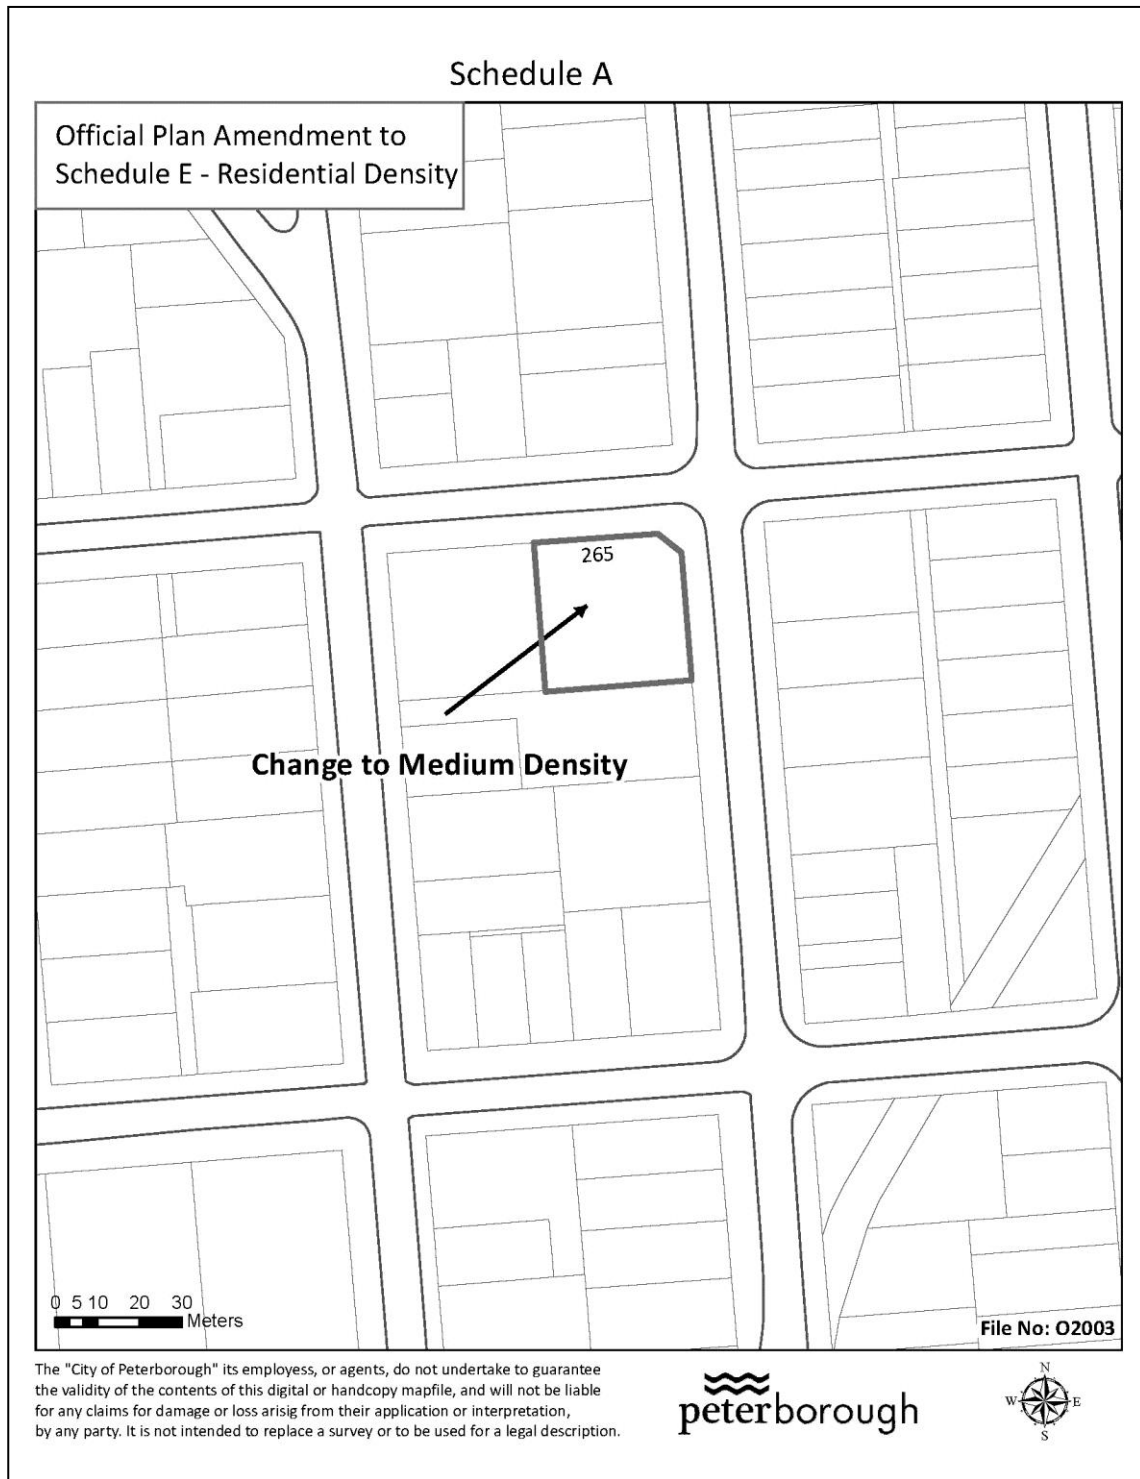 Schedule A
Official Plan Amendment to
Schedule E - Residential Density
265
Change to Medium Density
0 5 10 20 30
Meters
File No: O2003
The "City of Peterborough" its employess, or agents, do not undertake to guarantee
the validity of the contents of this digital or handcopy mapfile, and will not be liable
for any claims for damage or loss arisig from their application or interpretation,
by any party. It is not intended to replace a survey or to be used for a legal description.
peterborough
N
W E
S